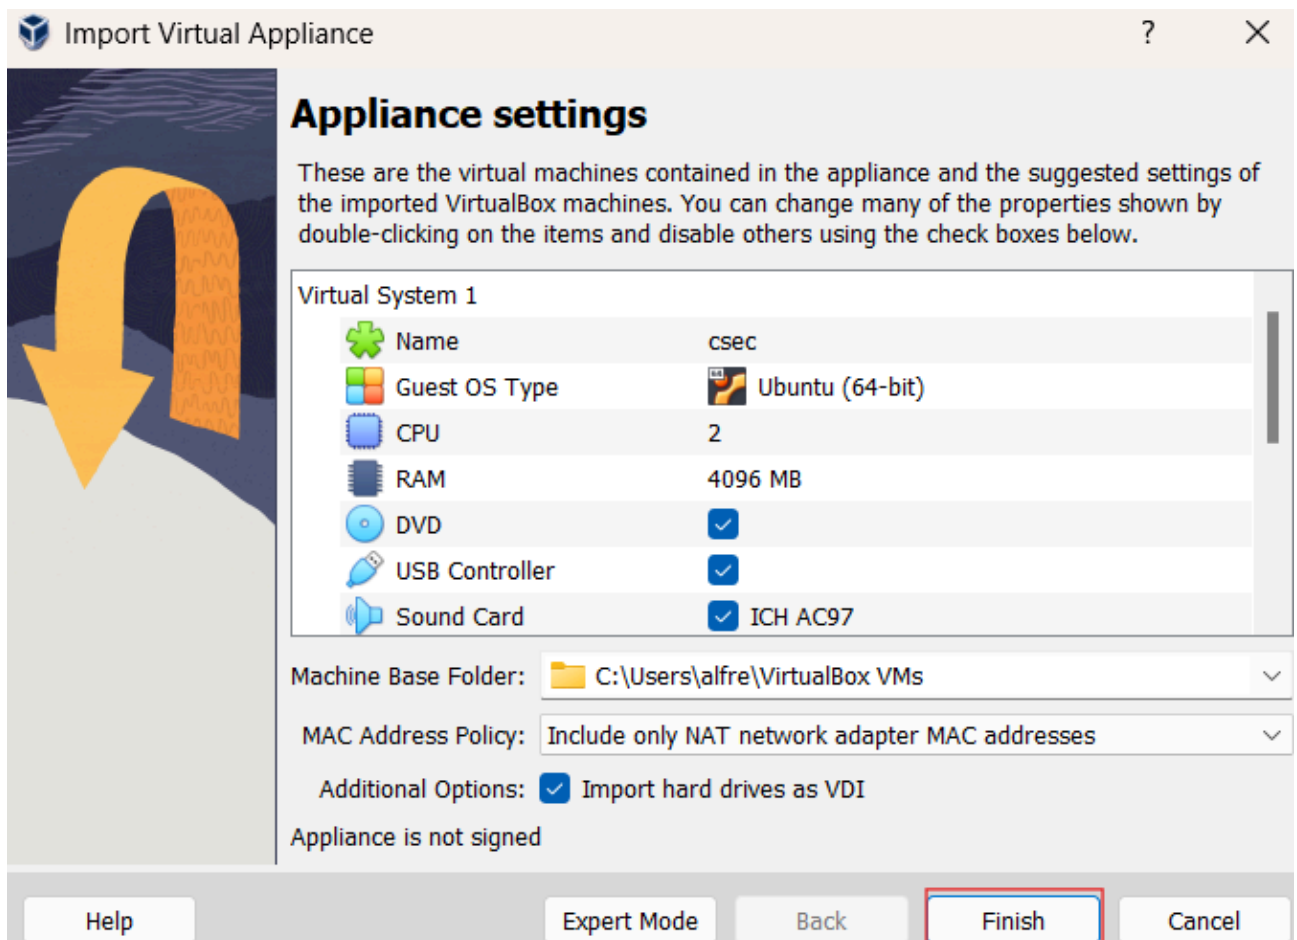 Import Virtual Appliance ?
Appliance settings
These are the virtual machines contained in the appliance and the suggested settings of
the imported VirtualBox machines. You can change many of the properties shown by
double-clicking on the items and disable others using the check boxes below.
Virtual System 1
Name csec
Guest OS Type 64 Ubuntu (64-bit)
CPU 2
RAM 4096 MB
DVD
USB Controller
Sound Card ICH AC97
Machine Base Folder: C:\Users\alfre\VirtualBox VMs
MAC Address Policy: Include only NAT network adapter MAC addresses
Additional Options: Import hard drives as VDI
Appliance is not signed
Help Expert Mode Back Finish Cancel